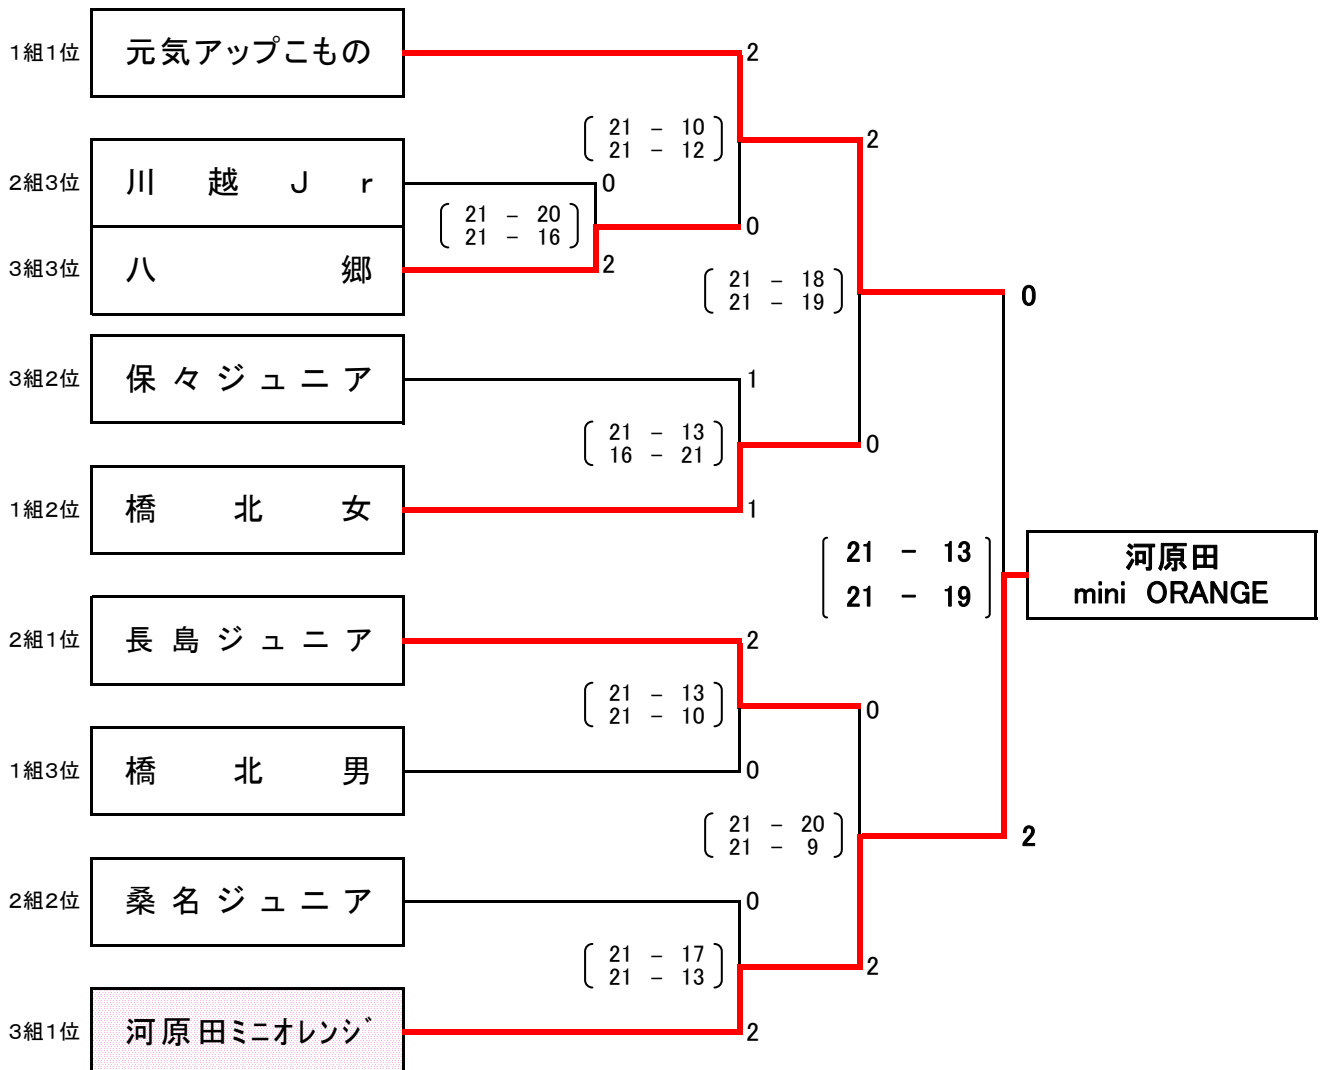 1組1位 元気アップこもの 2
21 － 10
21 － 12
2
2組3位 川越Jr 0
21 － 20
21 － 16
0
3組3位 八郷 2
21 － 18
21 － 19
0
3組2位 保々ジュニア 1
21 － 13
16 － 21
0
1組2位 橋北女 1
21 － 13
21 － 19
河原田
mini ORANGE
2組1位 長島ジュニア 2
21 － 13
21 － 10
0
1組3位 橋北男 0
21 － 20
21 － 9
2
2組2位 桑名ジュニア 0
21 － 17
21 － 13
2
3組1位 河原田ミニオレンジ 2